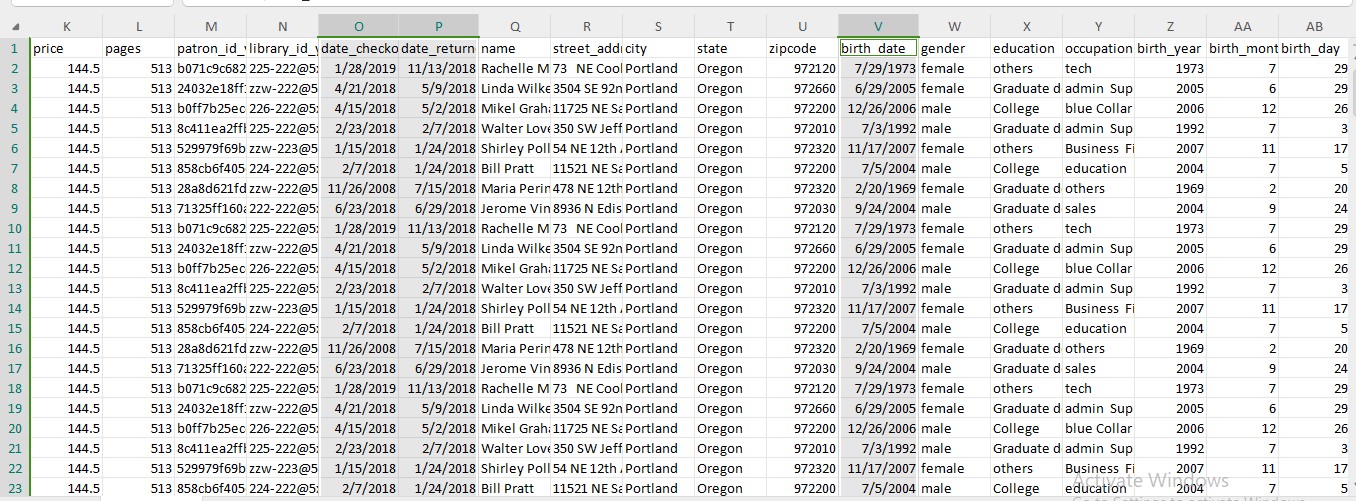 K L M N O P Q R S T U V W X Y Z AA AB
1 price pages patron_id_y library_id_y date_checko date_return name street_addr city state zipcode birth_date gender education occupation birth_year birth_mont birth_day
2 144.5 513 b071c9c682 225-222@5x 1/28/2019 11/13/2018 Rachelle M 73 NE Cool Portland Oregon 972120 7/29/1973 female others tech 1973 7 29
3 144.5 513 24032e18ff zzw-222@5 4/21/2018 5/9/2018 Linda Wilke 3504 SE 92n Portland Oregon 972660 6/29/2005 female Graduate d admin Sup 2005 6 29
4 144.5 513 b0ff7b25ec 226-222@5x 4/15/2018 5/2/2018 Mikel Grah 11725 NE Sa Portland Oregon 972200 12/26/2006 male College blue Collar 2006 12 26
5 144.5 513 8c411ea2ff 225-222@5x 2/23/2018 2/7/2018 Walter Love 350 SW Jeff Portland Oregon 972010 7/3/1992 male Graduate d admin Sup 1992 7 3
6 144.5 513 529979f69b zzw-223@5 1/15/2018 1/24/2018 Shirley Poll 54 NE 12th A Portland Oregon 972320 11/17/2007 female others Business Fi 2007 11 17
7 144.5 513 858cb6f405 224-222@5x 2/7/2018 1/24/2018 Bill Pratt 11521 NE Sa Portland Oregon 972200 7/5/2004 male College education 2004 7 5
8 144.5 513 28a8d621fd zzw-222@5 11/26/2008 7/15/2018 Maria Perin 478 NE 12th Portland Oregon 972320 2/20/1969 female Graduate d others 1969 2 20
9 144.5 513 71325ff160 222-222@5x 6/23/2018 6/29/2018 Jerome Vin 8936 N Edis Portland Oregon 972030 9/24/2004 male Graduate d sales 2004 9 24
10 144.5 513 b071c9c682 225-222@5x 1/28/2019 11/13/2018 Rachelle M 73 NE Cool Portland Oregon 972120 7/29/1973 female others tech 1973 7 29
11 144.5 513 24032e18ff zzw-222@5 4/21/2018 5/9/2018 Linda Wilke 3504 SE 92n Portland Oregon 972660 6/29/2005 female Graduate d admin Sup 2005 6 29
12 144.5 513 b0ff7b25ec 226-222@5x 4/15/2018 5/2/2018 Mikel Grah 11725 NE Sa Portland Oregon 972200 12/26/2006 male College blue Collar 2006 12 26
13 144.5 513 8c411ea2ff 225-222@5x 2/23/2018 2/7/2018 Walter Love 350 SW Jeff Portland Oregon 972010 7/3/1992 male Graduate d admin Sup 1992 7 3
14 144.5 513 529979f69b zzw-223@5 1/15/2018 1/24/2018 Shirley Poll 54 NE 12th A Portland Oregon 972320 11/17/2007 female others Business Fi 2007 11 17
15 144.5 513 858cb6f405 224-222@5x 2/7/2018 1/24/2018 Bill Pratt 11521 NE Sa Portland Oregon 972200 7/5/2004 male College education 2004 7 5
16 144.5 513 28a8d621fd zzw-222@5 11/26/2008 7/15/2018 Maria Perin 478 NE 12th Portland Oregon 972320 2/20/1969 female Graduate d others 1969 2 20
17 144.5 513 71325ff160 222-222@5x 6/23/2018 6/29/2018 Jerome Vin 8936 N Edis Portland Oregon 972030 9/24/2004 male Graduate d sales 2004 9 24
18 144.5 513 b071c9c682 225-222@5x 1/28/2019 11/13/2018 Rachelle M 73 NE Cool Portland Oregon 972120 7/29/1973 female others tech 1973 7 29
19 144.5 513 24032e18ff zzw-222@5 4/21/2018 5/9/2018 Linda Wilke 3504 SE 92n Portland Oregon 972660 6/29/2005 female Graduate d admin Sup 2005 6 29
20 144.5 513 b0ff7b25ec 226-222@5x 4/15/2018 5/2/2018 Mikel Grah 11725 NE Sa Portland Oregon 972200 12/26/2006 male College blue Collar 2006 12 26
21 144.5 513 8c411ea2ff 225-222@5x 2/23/2018 2/7/2018 Walter Love 350 SW Jeff Portland Oregon 972010 7/3/1992 male Graduate d admin Sup 1992 7 3
22 144.5 513 529979f69b zzw-223@5 1/15/2018 1/24/2018 Shirley Poll 54 NE 12th A Portland Oregon 972320 11/17/2007 female others Business Fi 2007 11 17
23 144.5 513 858cb6f405 224-222@5x 2/7/2018 1/24/2018 Bill Pratt 11521 NE Sa Portland Oregon 972200 7/5/2004 male College education 2004 7 5
Activate Windows